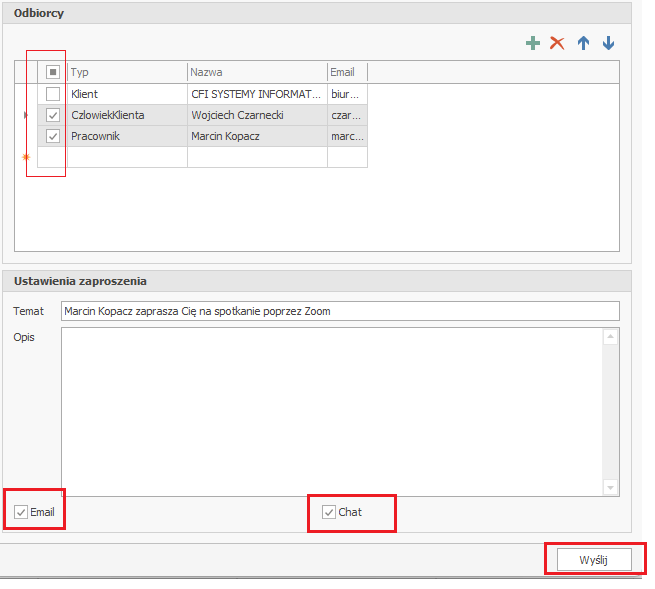 Odbiorcy
Typ Nazwa Email
Klient CFI SYSTEMY INFORMAT... biur...
CzlowiekKlienta Wojciech Czarnecki czar...
Pracownik Marcin Kopacz marc...
Ustawienia zaproszenia
Temat Marcin Kopacz zaprasza Cię na spotkanie poprzez Zoom
Opis
Email Chat
Wyślij